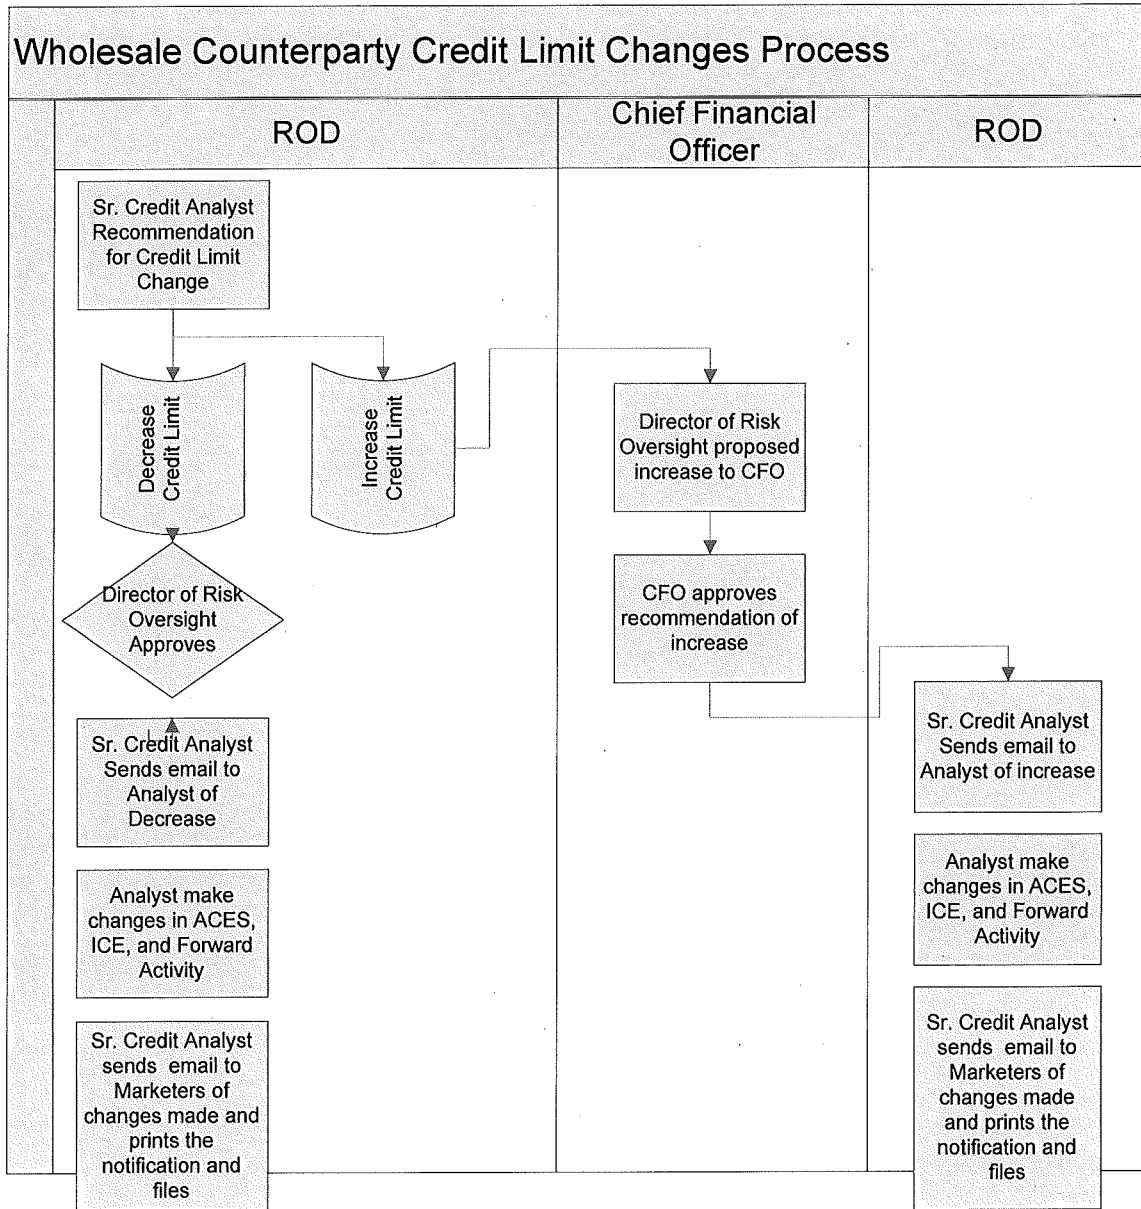 Wholesale Counterparty Credit Limit Changes Process
ROD
Chief Financial
Officer
ROD
Sr. Credit Analyst
Recommendation
for Credit Limit
Change
Decrease
Credit Limit
Increase
Credit Limit
Director of Risk
Oversight
Approves
Sr. Credit Analyst
Sends email to
Analyst of
Decrease
Analyst make
changes in ACES,
ICE, and Forward
Activity
Sr. Credit Analyst
sends email to
Marketers of
changes made and
prints the
notification and
files
Director of Risk
Oversight proposed
increase to CFO
CFO approves
recommendation of
increase
Sr. Credit Analyst
Sends email to
Analyst of increase
Analyst make
changes in ACES,
ICE, and Forward
Activity
Sr. Credit Analyst
sends email to
Marketers of
changes made
and prints the
notification and
files